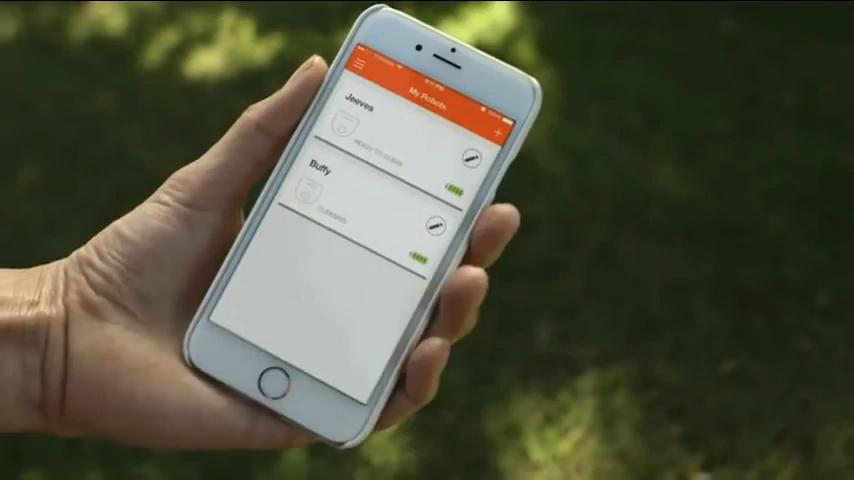 My Robots
+
Jeeves
READY TO CLEAN
Buffy
CLEANING